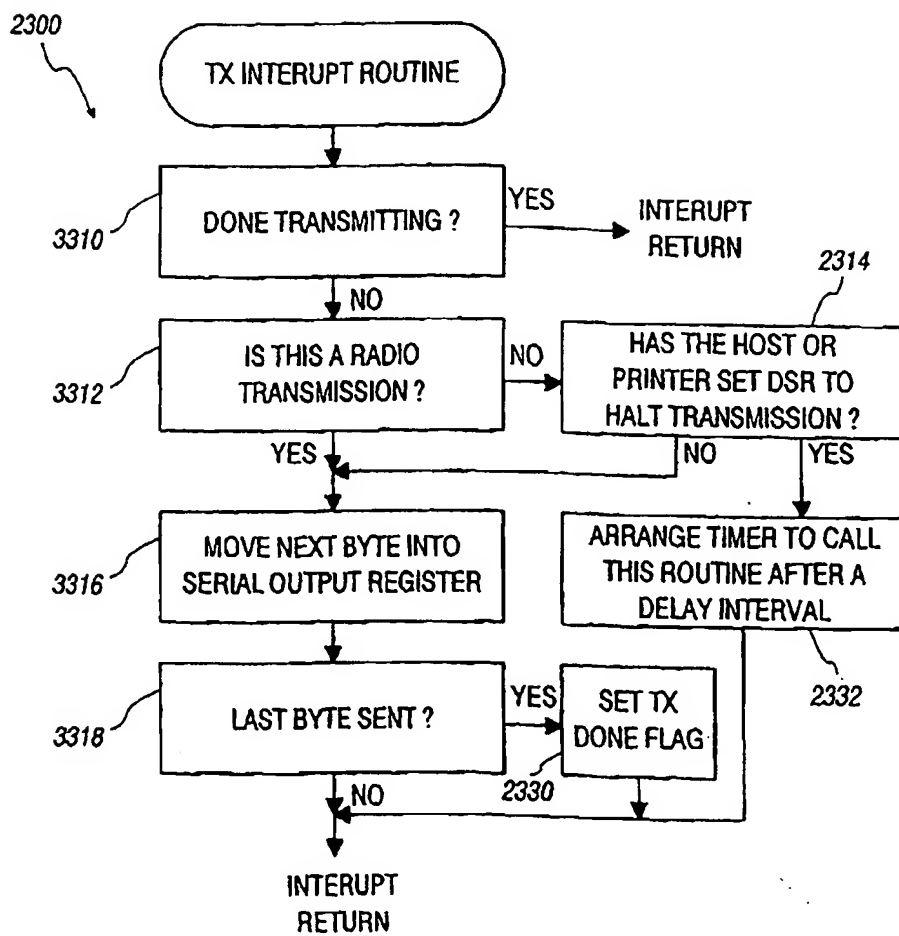 2300
TX INTERUPT ROUTINE
3310
DONE TRANSMITTING ?
YES
INTERUPT
RETURN
NO
2314
3312
IS THIS A RADIO
TRANSMISSION ?
NO
HAS THE HOST OR
PRINTER SET DSR TO
HALT TRANSMISSION ?
YES
NO
YES
3316
MOVE NEXT BYTE INTO
SERIAL OUTPUT REGISTER
ARRANGE TIMER TO CALL
THIS ROUTINE AFTER A
DELAY INTERVAL
2332
3318
LAST BYTE SENT ?
YES
SET TX
DONE FLAG
2330
NO
INTERUPT
RETURN